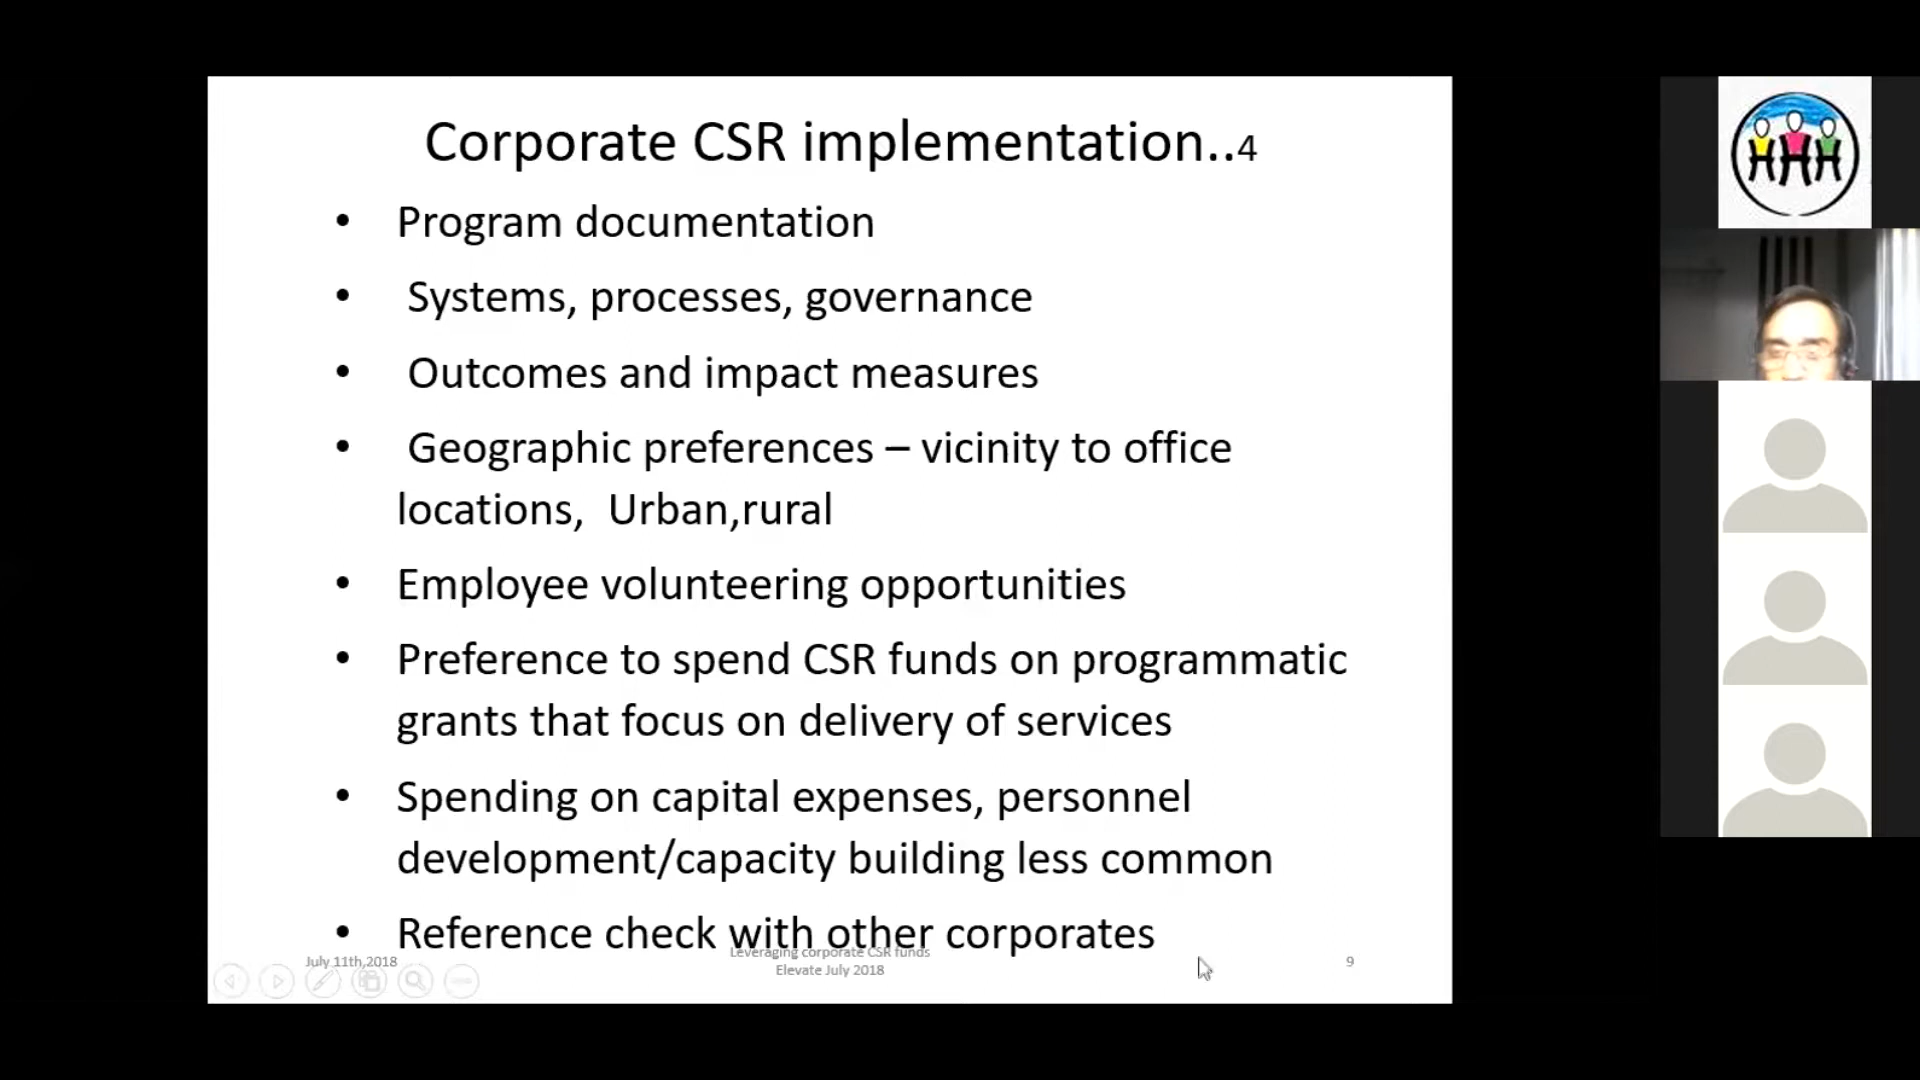 Corporate CSR implementation..4
• Program documentation
• Systems, processes, governance
• Outcomes and impact measures
• Geographic preferences – vicinity to office
locations, Urban,rural
• Employee volunteering opportunities
• Preference to spend CSR funds on programmatic
grants that focus on delivery of services
• Spending on capital expenses, personnel
development/capacity building less common
• Reference check with other corporates
July 11th,2018
Leveraging corporate CSR funds
Elevate July 2018
9